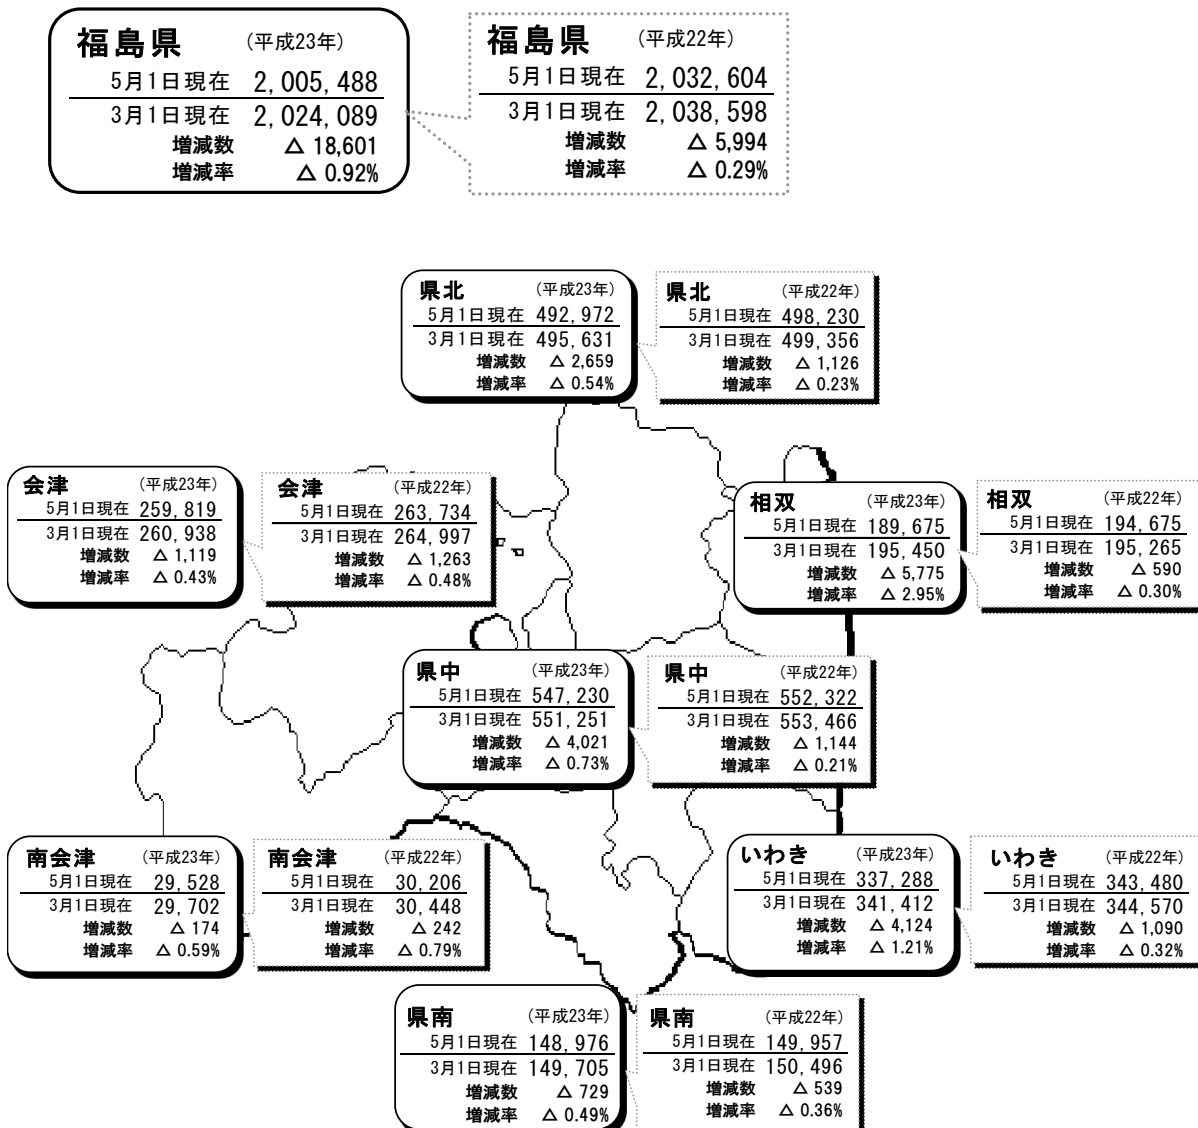 福島県 (平成23年)
5月1日現在 2,005,488
3月1日現在 2,024,089
増減数 △ 18,601
増減率 △ 0.92%
福島県 (平成22年)
5月1日現在 2,032,604
3月1日現在 2,038,598
増減数 △ 5,994
増減率 △ 0.29%
県北 (平成23年)
5月1日現在 492,972
3月1日現在 495,631
増減数 △ 2,659
増減率 △ 0.54%
県北 (平成22年)
5月1日現在 498,230
3月1日現在 499,356
増減数 △ 1,126
増減率 △ 0.23%
会津 (平成23年)
5月1日現在 259,819
3月1日現在 260,938
増減数 △ 1,119
増減率 △ 0.43%
会津 (平成22年)
5月1日現在 263,734
3月1日現在 264,997
増減数 △ 1,263
増減率 △ 0.48%
相双 (平成23年)
5月1日現在 189,675
3月1日現在 195,450
増減数 △ 5,775
増減率 △ 2.95%
相双 (平成22年)
5月1日現在 194,675
3月1日現在 195,265
増減数 △ 590
増減率 △ 0.30%
県中 (平成23年)
5月1日現在 547,230
3月1日現在 551,251
増減数 △ 4,021
増減率 △ 0.73%
県中 (平成22年)
5月1日現在 552,322
3月1日現在 553,466
増減数 △ 1,144
増減率 △ 0.21%
南会津 (平成23年)
5月1日現在 29,528
3月1日現在 29,702
増減数 △ 174
増減率 △ 0.59%
南会津 (平成22年)
5月1日現在 30,206
3月1日現在 30,448
増減数 △ 242
増減率 △ 0.79%
いわき (平成23年)
5月1日現在 337,288
3月1日現在 341,412
増減数 △ 4,124
増減率 △ 1.21%
いわき (平成22年)
5月1日現在 343,480
3月1日現在 344,570
増減数 △ 1,090
増減率 △ 0.32%
県南 (平成23年)
5月1日現在 148,976
3月1日現在 149,705
増減数 △ 729
増減率 △ 0.49%
県南 (平成22年)
5月1日現在 149,957
3月1日現在 150,496
増減数 △ 539
増減率 △ 0.36%